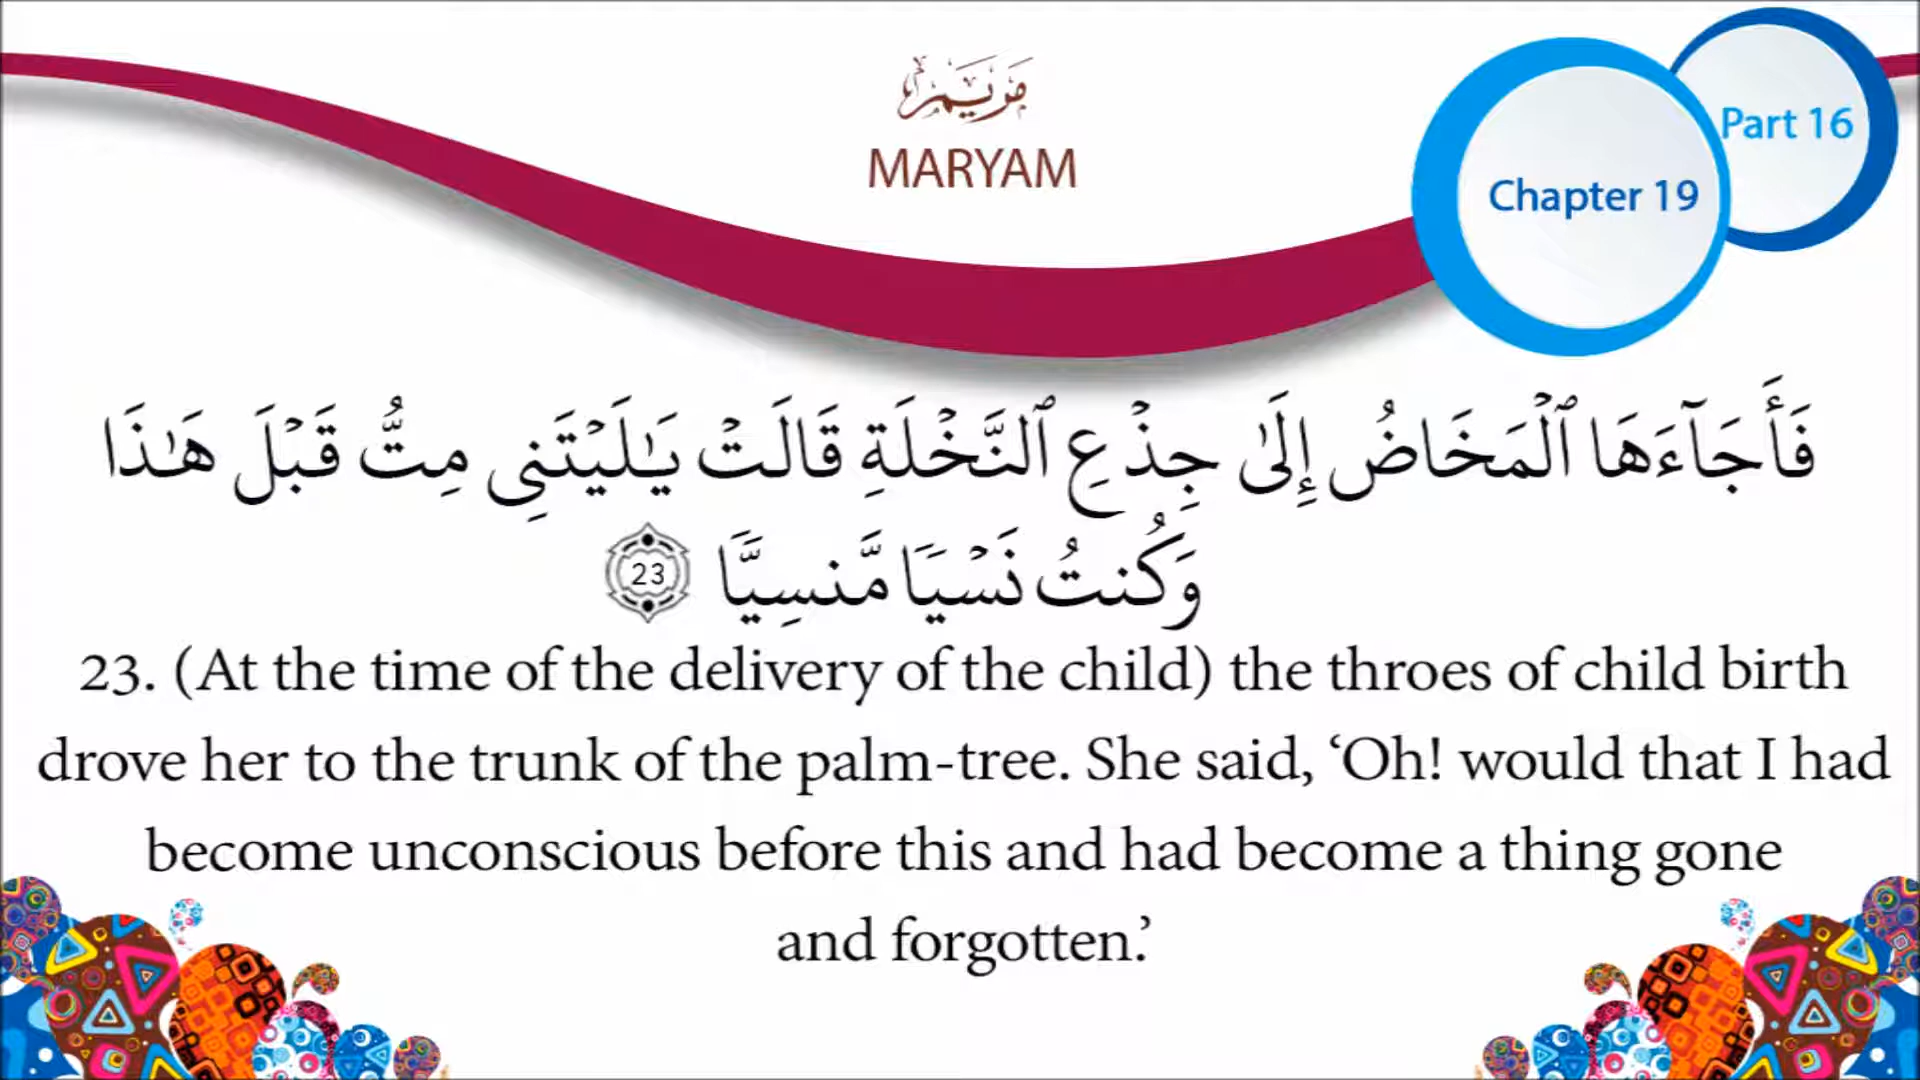 مَرْيَم
MARYAM
Part 16
Chapter 19
فَأَجَآءَهَا ٱلْمَخَاضُ إِلَىٰ جِذْعِ ٱلنَّخْلَةِ قَالَتْ يَـٰلَيْتَنِى مِتُّ قَبْلَ هَـٰذَا
وَكُنتُ نَسْيًا مَّنسِيًّا 23
23. (At the time of the delivery of the child) the throes of child birth
drove her to the trunk of the palm-tree. She said, ‘Oh! would that I had
become unconscious before this and had become a thing gone
and forgotten.’